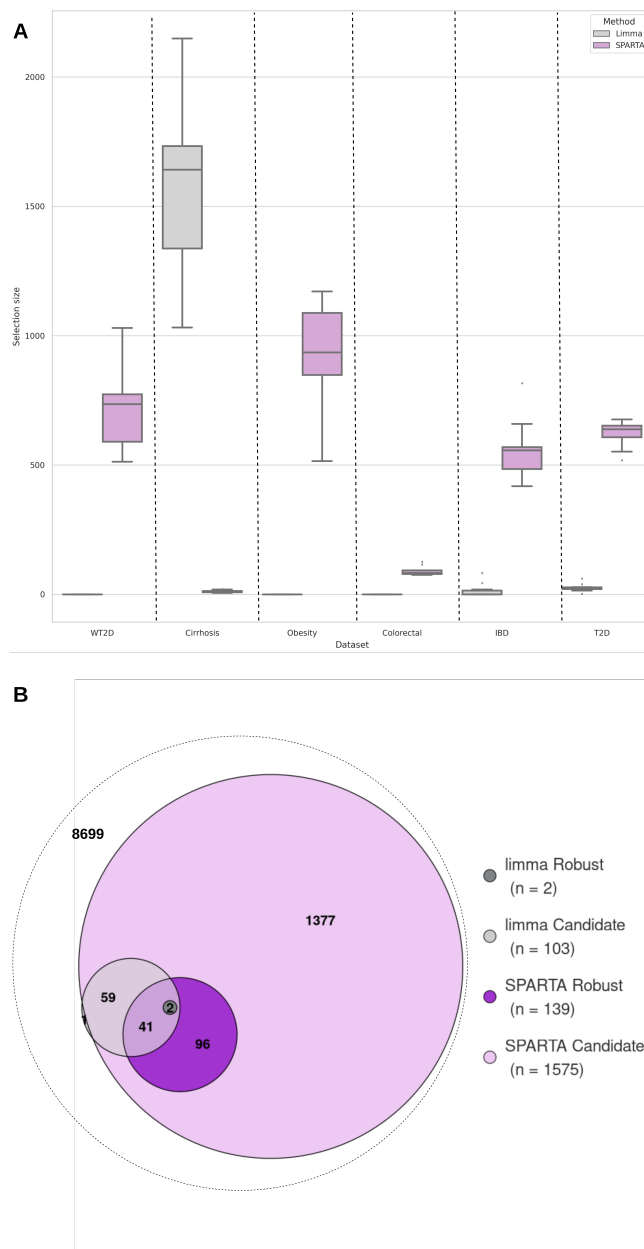 A
Method
Limma
SPARTA
2000
1500
1000
500
0
Selection size
WT2D
Cirrhosis
Obesity
Colorectal
IBD
T2D
Dataset
B
8699
1377
59
2
41
96
1
limma Robust
(n = 2)
limma Candidate
(n = 103)
SPARTA Robust
(n = 139)
SPARTA Candidate
(n = 1575)